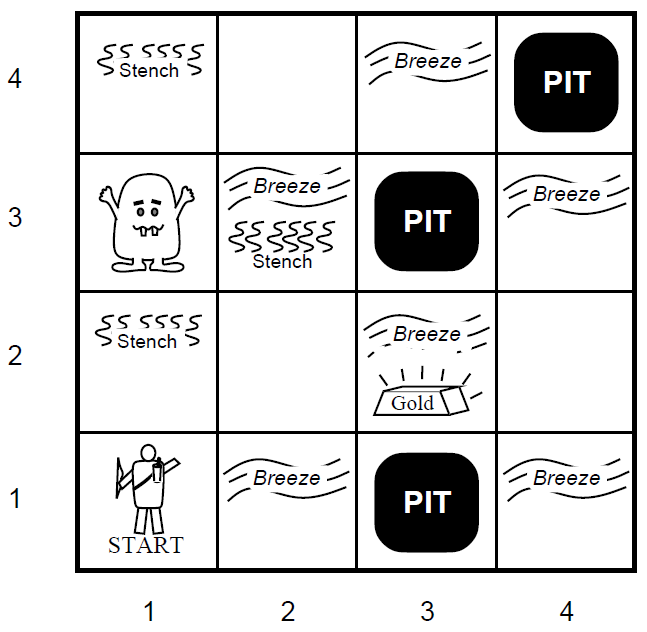 4 Stench Breeze PIT
3 Breeze PIT Breeze
Stench
2 Stench Breeze
Gold
1 Breeze PIT Breeze
START
1 2 3 4